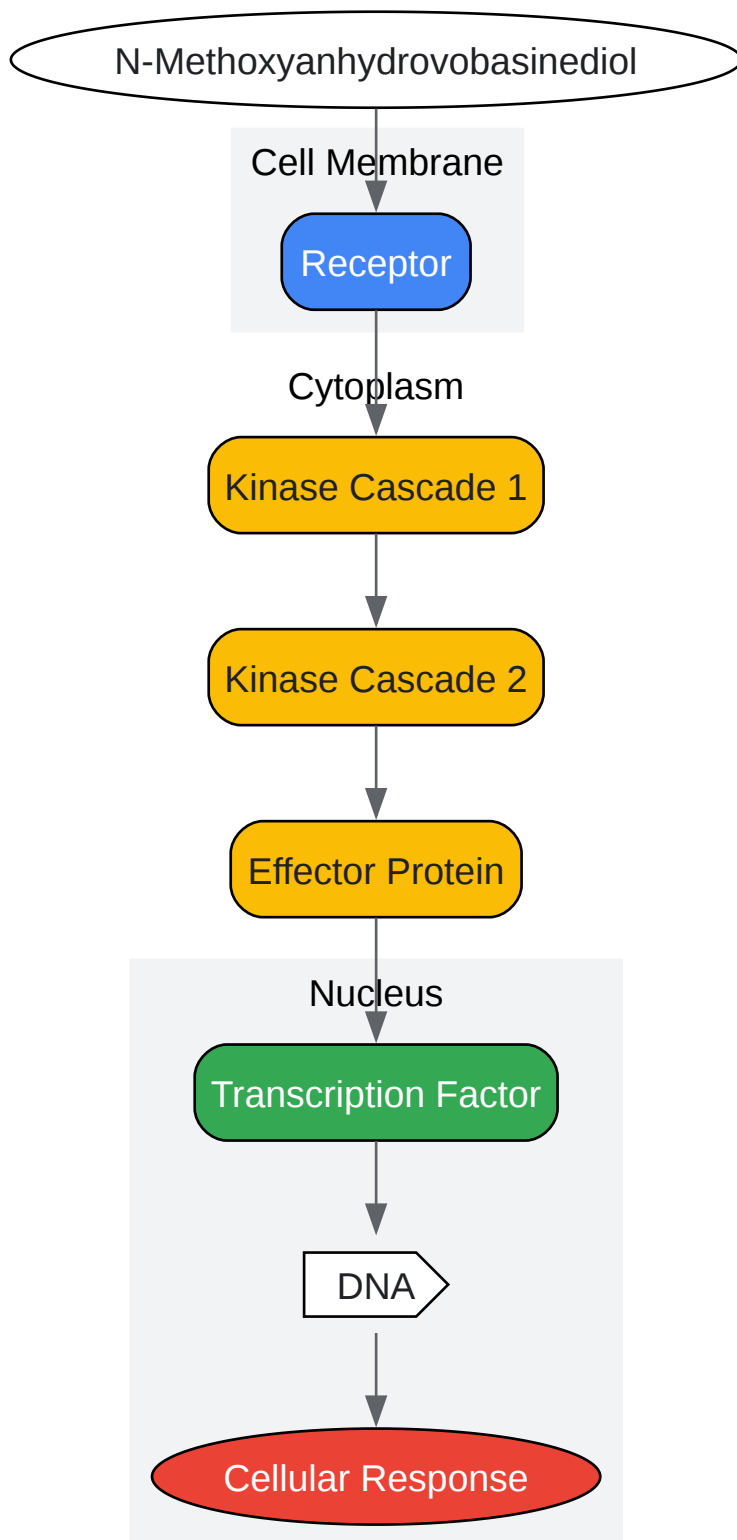 N-Methoxyanhydrovobasinediol
Cell Membrane
Receptor
Cytoplasm
Kinase Cascade 1
Kinase Cascade 2
Effector Protein
Nucleus
Transcription Factor
DNA
Cellular Response